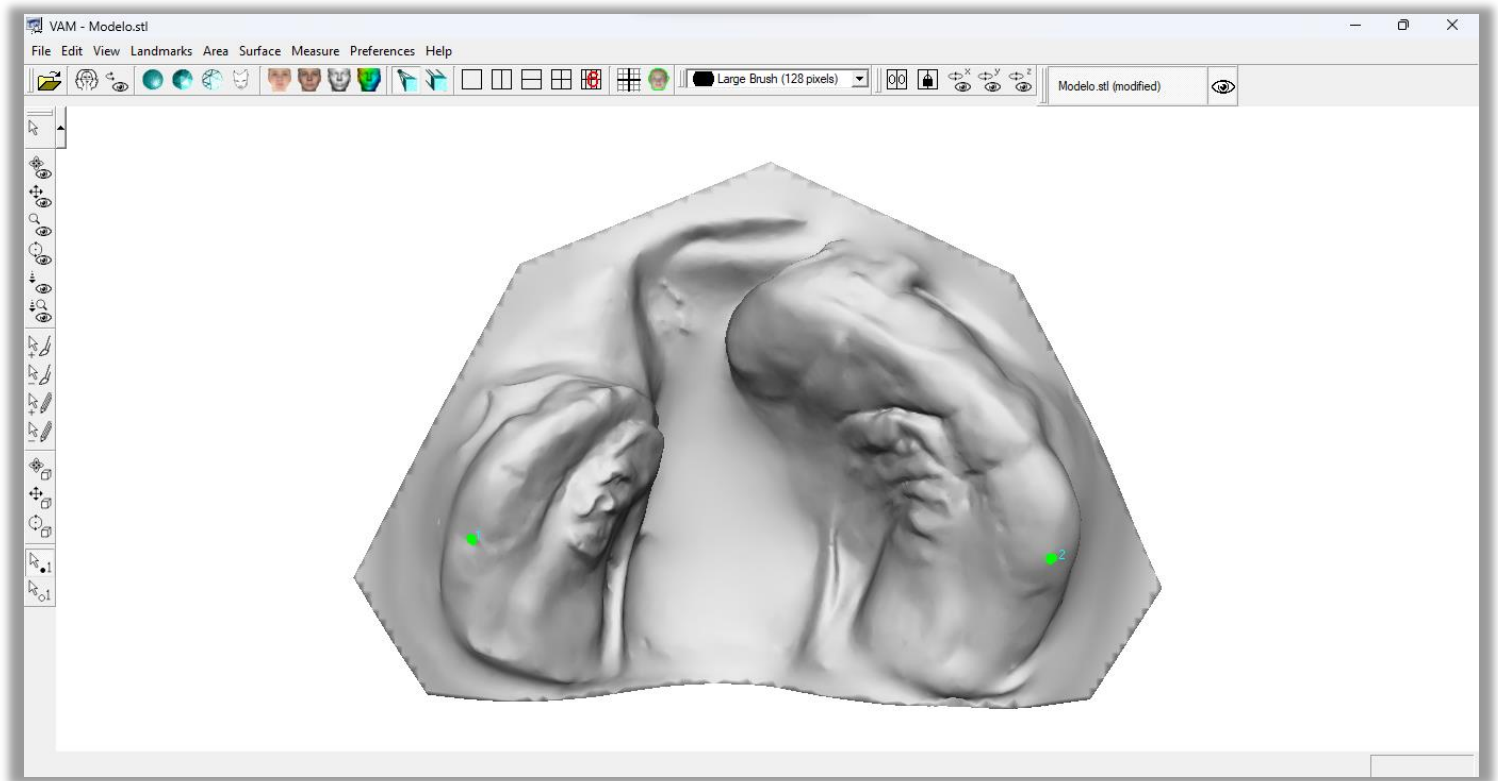 VAM - Modelo.stl
File Edit View Landmarks Area Surface Measure Preferences Help
Large Brush (128 pixels)
Modelo.stl (modified)
1
2